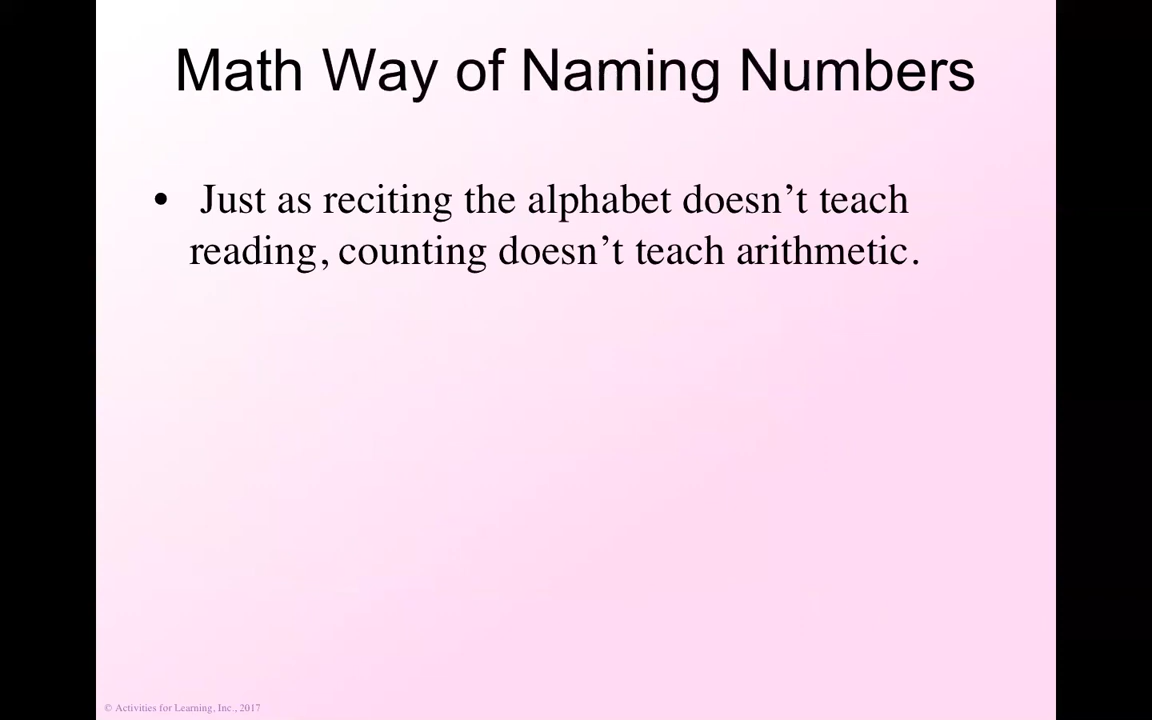 Math Way of Naming Numbers
• Just as reciting the alphabet doesn’t teach
reading, counting doesn’t teach arithmetic.
© Activities for Learning, Inc., 2017